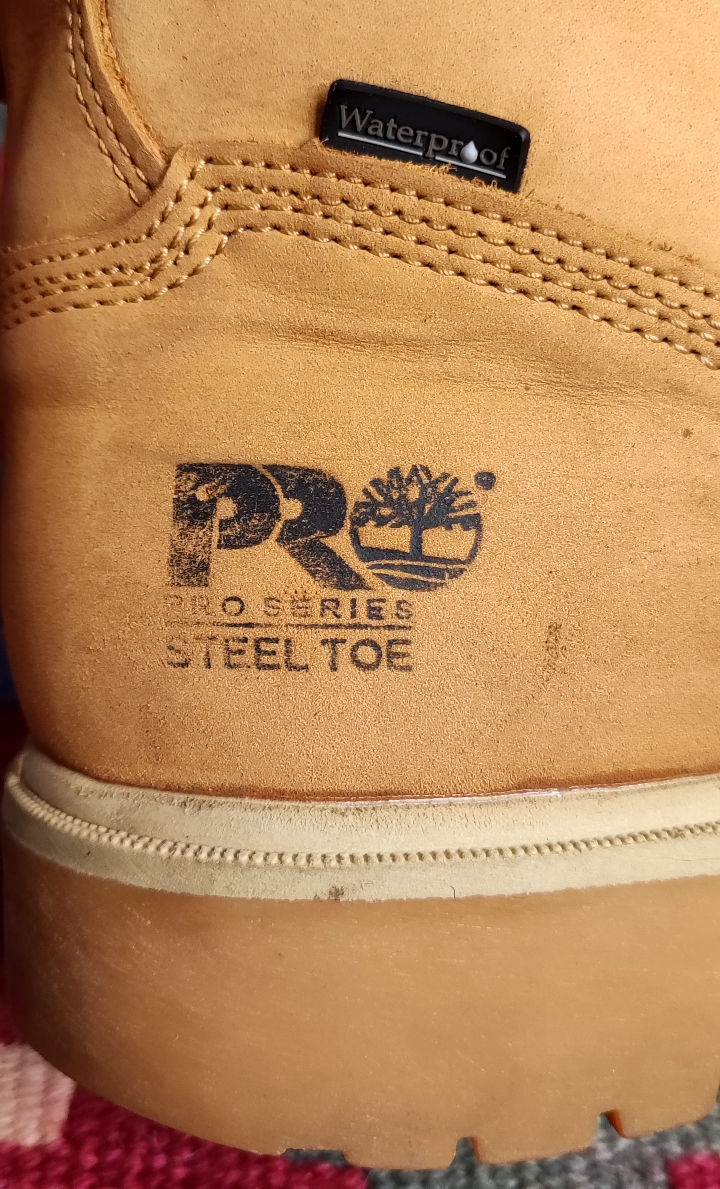 Waterproof
PRO
PRO SERIES
STEEL TOE